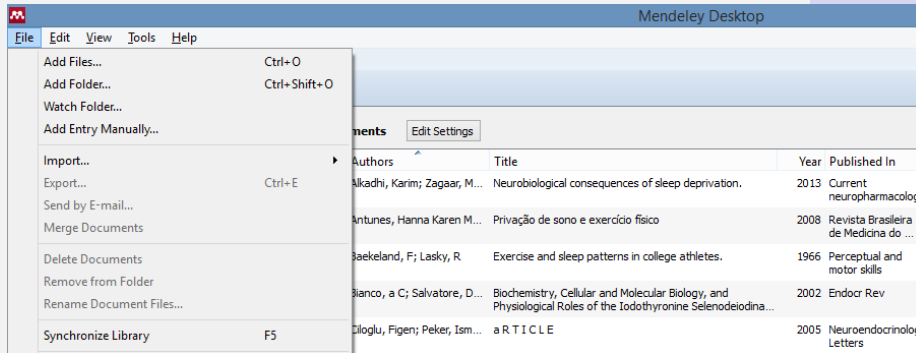 Mendeley Desktop
File Edit View Tools Help
Add Files... Ctrl+O
Add Folder... Ctrl+Shift+O
Watch Folder...
Add Entry Manually...
Import...
Export... Ctrl+E
Send by E-mail...
Merge Documents
Delete Documents
Remove from Folder
Rename Document Files...
Synchronize Library F5
ments Edit Settings
Authors Title Year Published In
Alkadhi, Karim; Zagaar, M... Neurobiological consequences of sleep deprivation. 2013 Current
neuropharmacolog
Antunes, Hanna Karen M... Privação de sono e exercício físico 2008 Revista Brasileira
de Medicina do ...
Baekeland, F; Lasky, R Exercise and sleep patterns in college athletes. 1966 Perceptual and
motor skills
Bianco, a C; Salvatore, D... Biochemistry, Cellular and Molecular Biology, and 2002 Endocr Rev
Physiological Roles of the Iodothyronine Selenodeiodina...
Ciloglu, Figen; Peker, Ism... a R T I C L E 2005 Neuroendocrinolog
Letters